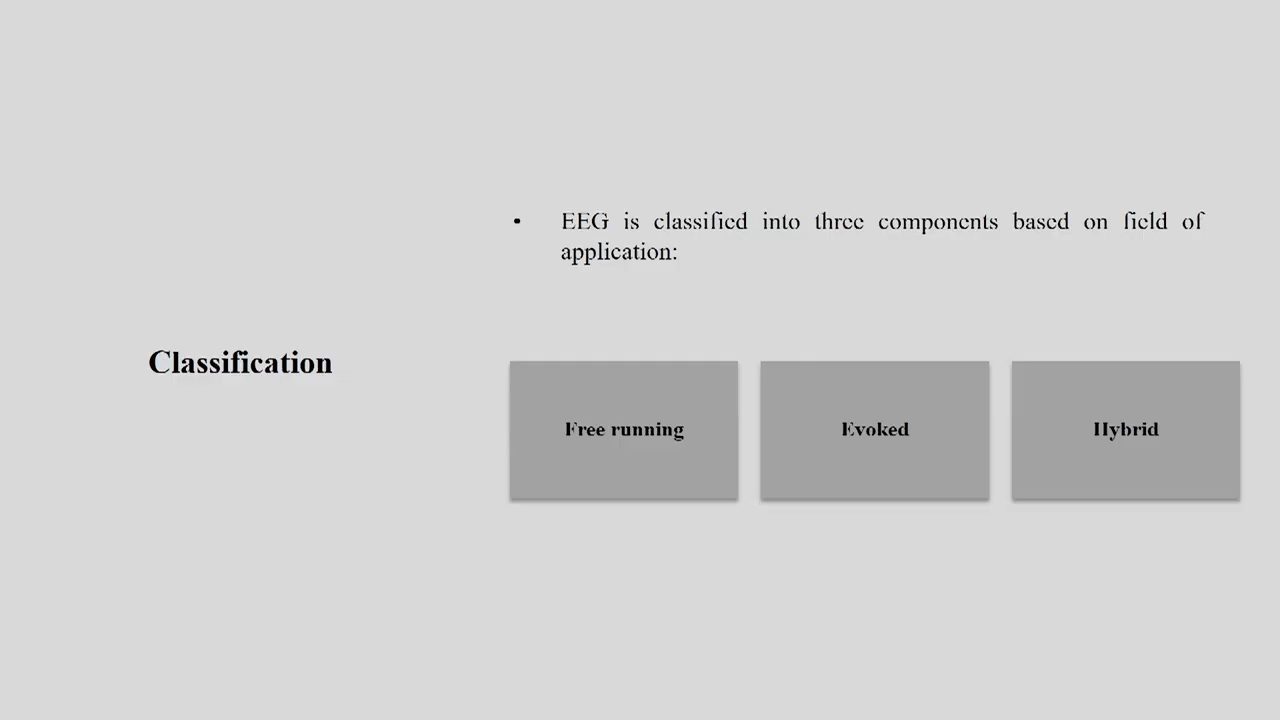 Classification
• EEG is classified into three components based on field of
application:
Free running
Evoked
Hybrid